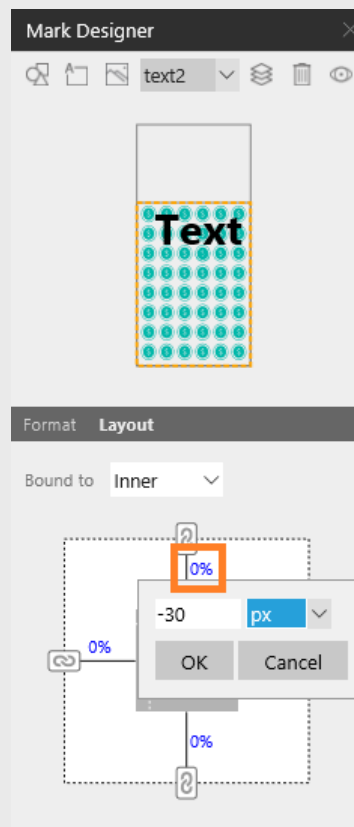 Mark Designer
text2
Text
Format Layout
Bound to Inner
0%
-30 px
0%
OK Cancel
0%